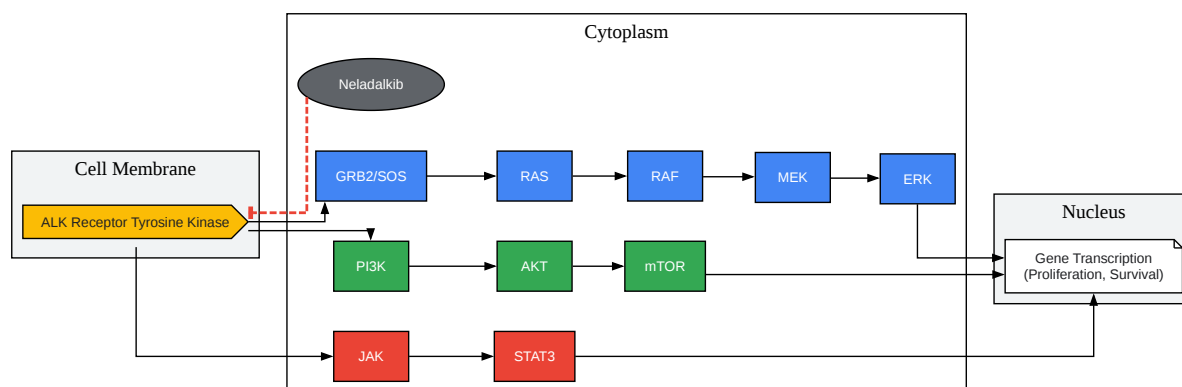 Cytoplasm
Neladalkib
Cell Membrane
ALK Receptor Tyrosine Kinase
GRB2/SOS
RAS
RAF
MEK
ERK
PI3K
AKT
mTOR
JAK
STAT3
Nucleus
Gene Transcription
(Proliferation, Survival)